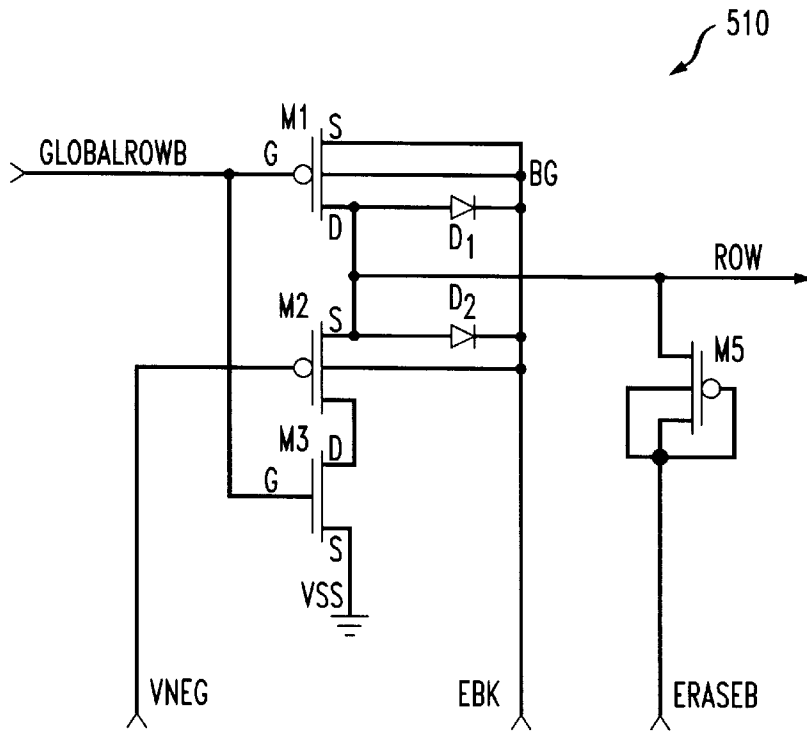 510
M1
S
GLOBALROWB
G
BG
D
D1
ROW
M2
S
D2
M5
M3
D
G
S
VSS
VNEG
EBK
ERASEB